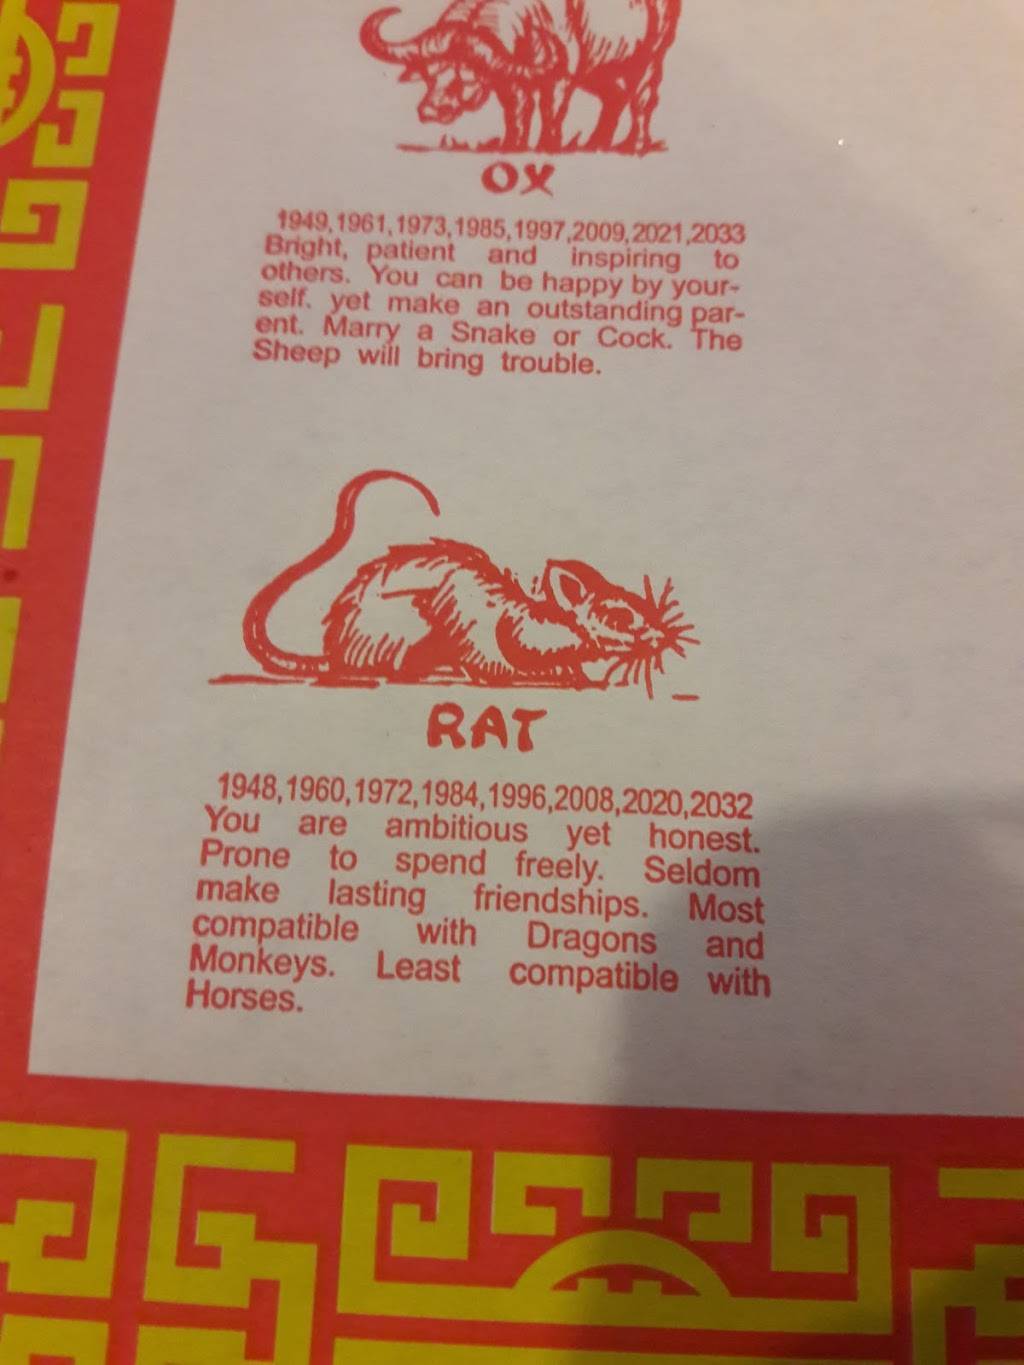 OX
1949,1961,1973,1985,1997,2009,2021,2033
Bright, patient and inspiring to
others. You can be happy by your-
self, yet make an outstanding par-
ent. Marry a Snake or Cock. The
Sheep will bring trouble.
RAT
1948,1960,1972,1984,1996,2008,2020,2032
You are ambitious yet honest.
Prone to spend freely. Seldom
make lasting friendships. Most
compatible with Dragons and
Monkeys. Least compatible with
Horses.